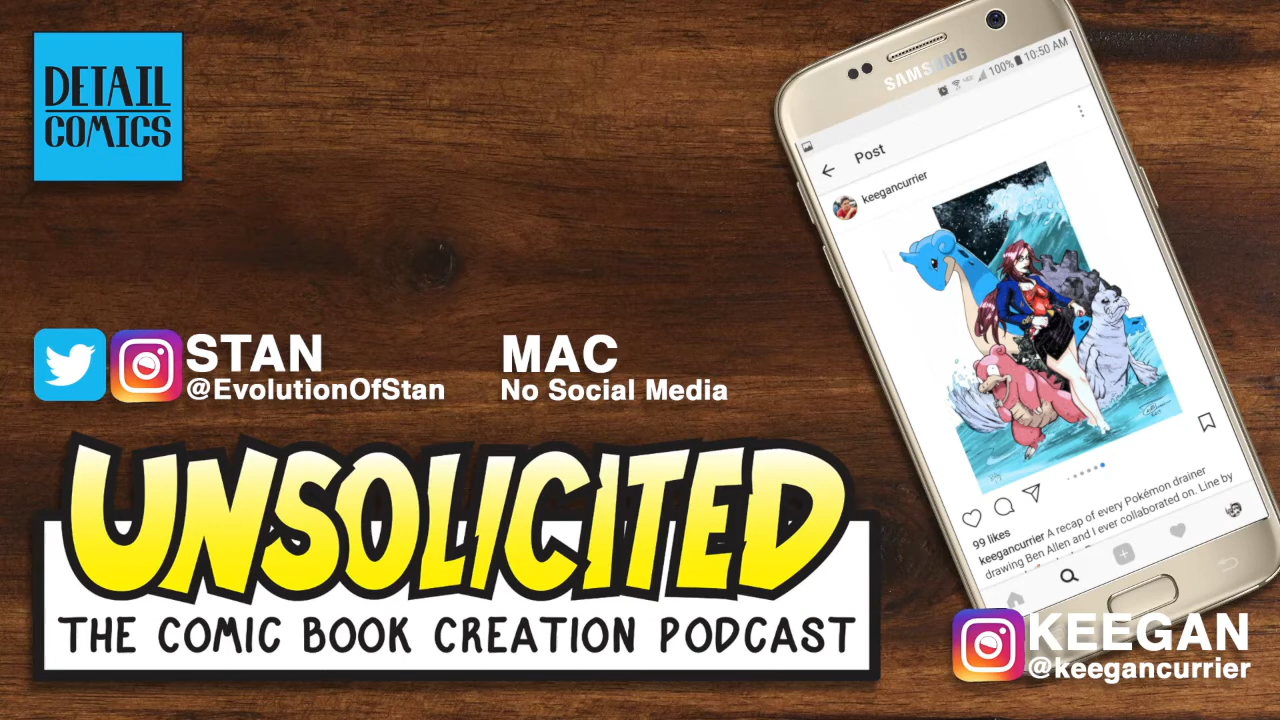 DETAIL
COMICS
SAMSUNG
100% 10:50 AM
Post
keegancurrier
99 likes
keegancurrier A recap of every Pokémon drainer
drawing Ben Allen and I ever collaborated on. Line by
STAN
@EvolutionOfStan
MAC
No Social Media
UNSOLICITED
THE COMIC BOOK CREATION PODCAST
KEEGAN
@keegancurrier